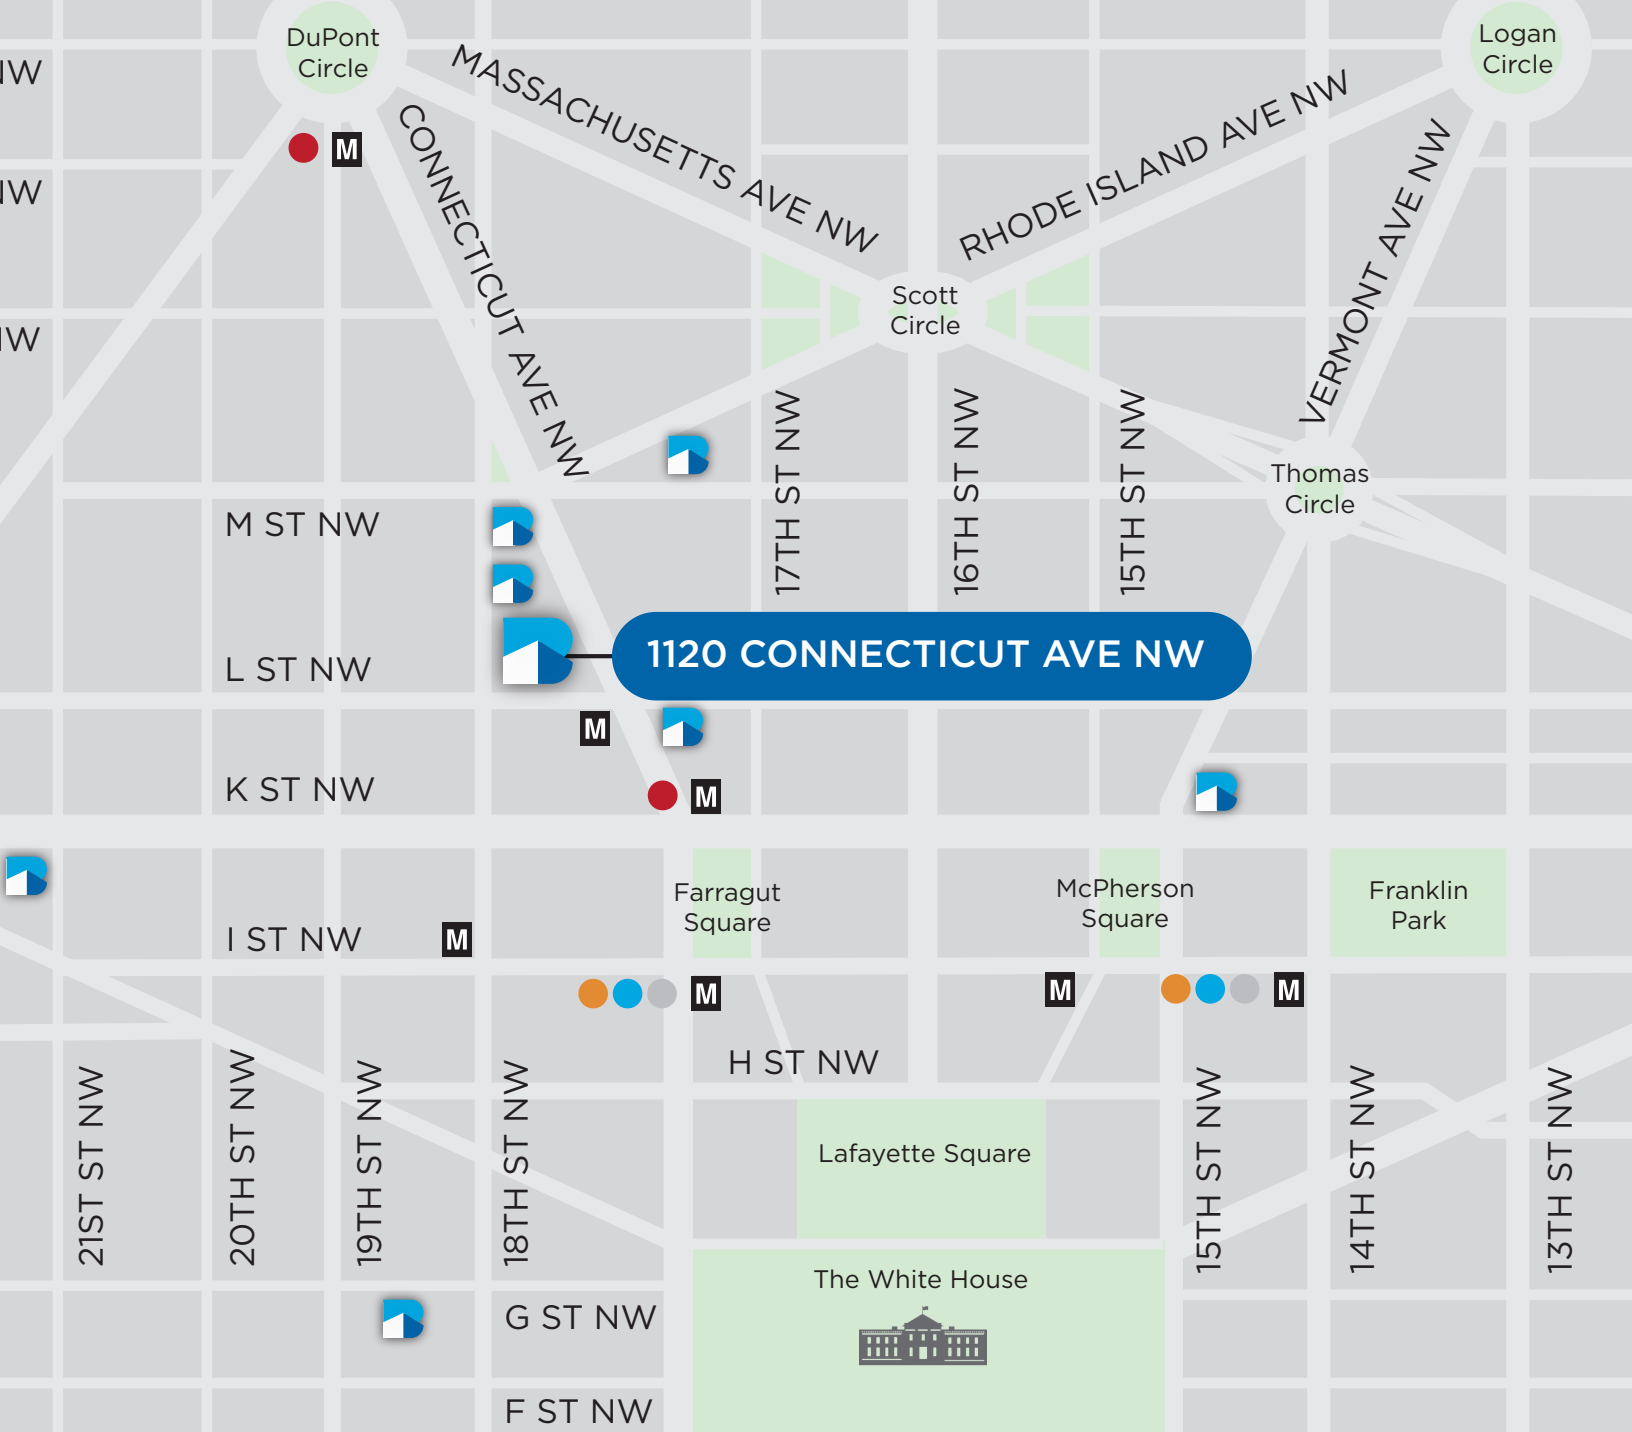 DuPont
Circle
Logan
Circle
NW
MASSACHUSETTS AVE NW
RHODE ISLAND AVE NW
CONNECTICUT AVE NW
VERMONT AVE NW
M
NW
Scott
Circle
NW
17TH ST NW
16TH ST NW
15TH ST NW
Thomas
Circle
M ST NW
1120 CONNECTICUT AVE NW
L ST NW
M
K ST NW
M
Farragut
Square
McPherson
Square
Franklin
Park
I ST NW
M
M
M
M
H ST NW
21ST ST NW
20TH ST NW
19TH ST NW
18TH ST NW
15TH ST NW
14TH ST NW
13TH ST NW
Lafayette Square
The White House
G ST NW
F ST NW